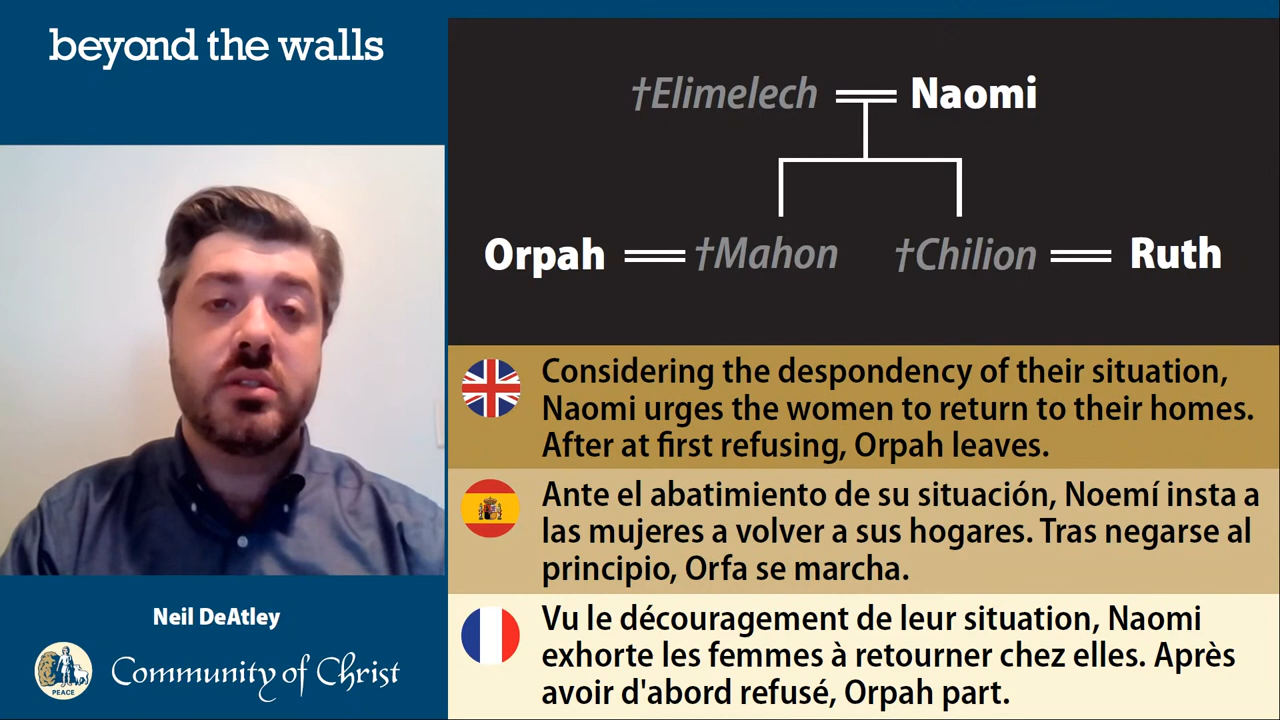 beyond the walls
†Elimelech Naomi
Orpah †Mahon †Chilion Ruth
Considering the despondency of their situation,
Naomi urges the women to return to their homes.
After at first refusing, Orpah leaves.
Ante el abatimiento de su situación, Noemí insta a
las mujeres a volver a sus hogares. Tras negarse al
principio, Orfa se marcha.
Vu le découragement de leur situation, Naomi
exhorte les femmes à retourner chez elles. Après
avoir d'abord refusé, Orpah part.
Neil DeAtley
Community of Christ
PEACE